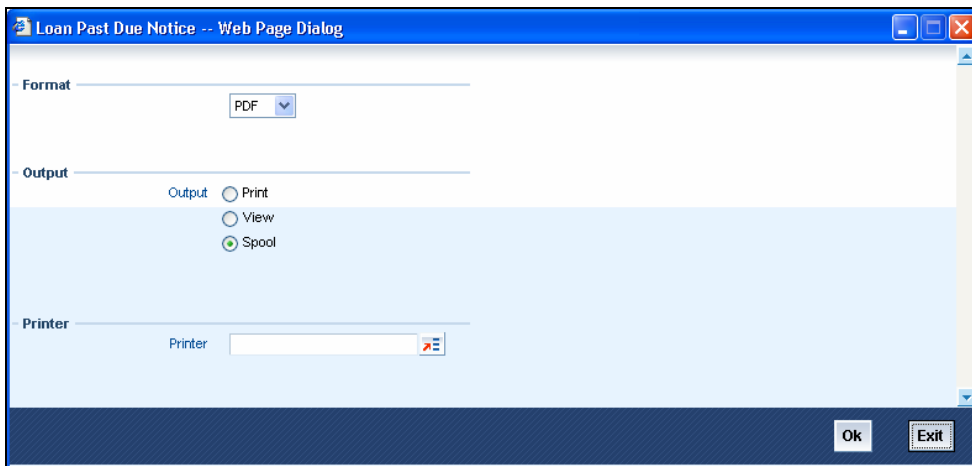 Loan Past Due Notice -- Web Page Dialog
Format
PDF
Output
Output Print
View
Spool
Printer
Printer
Ok Exit